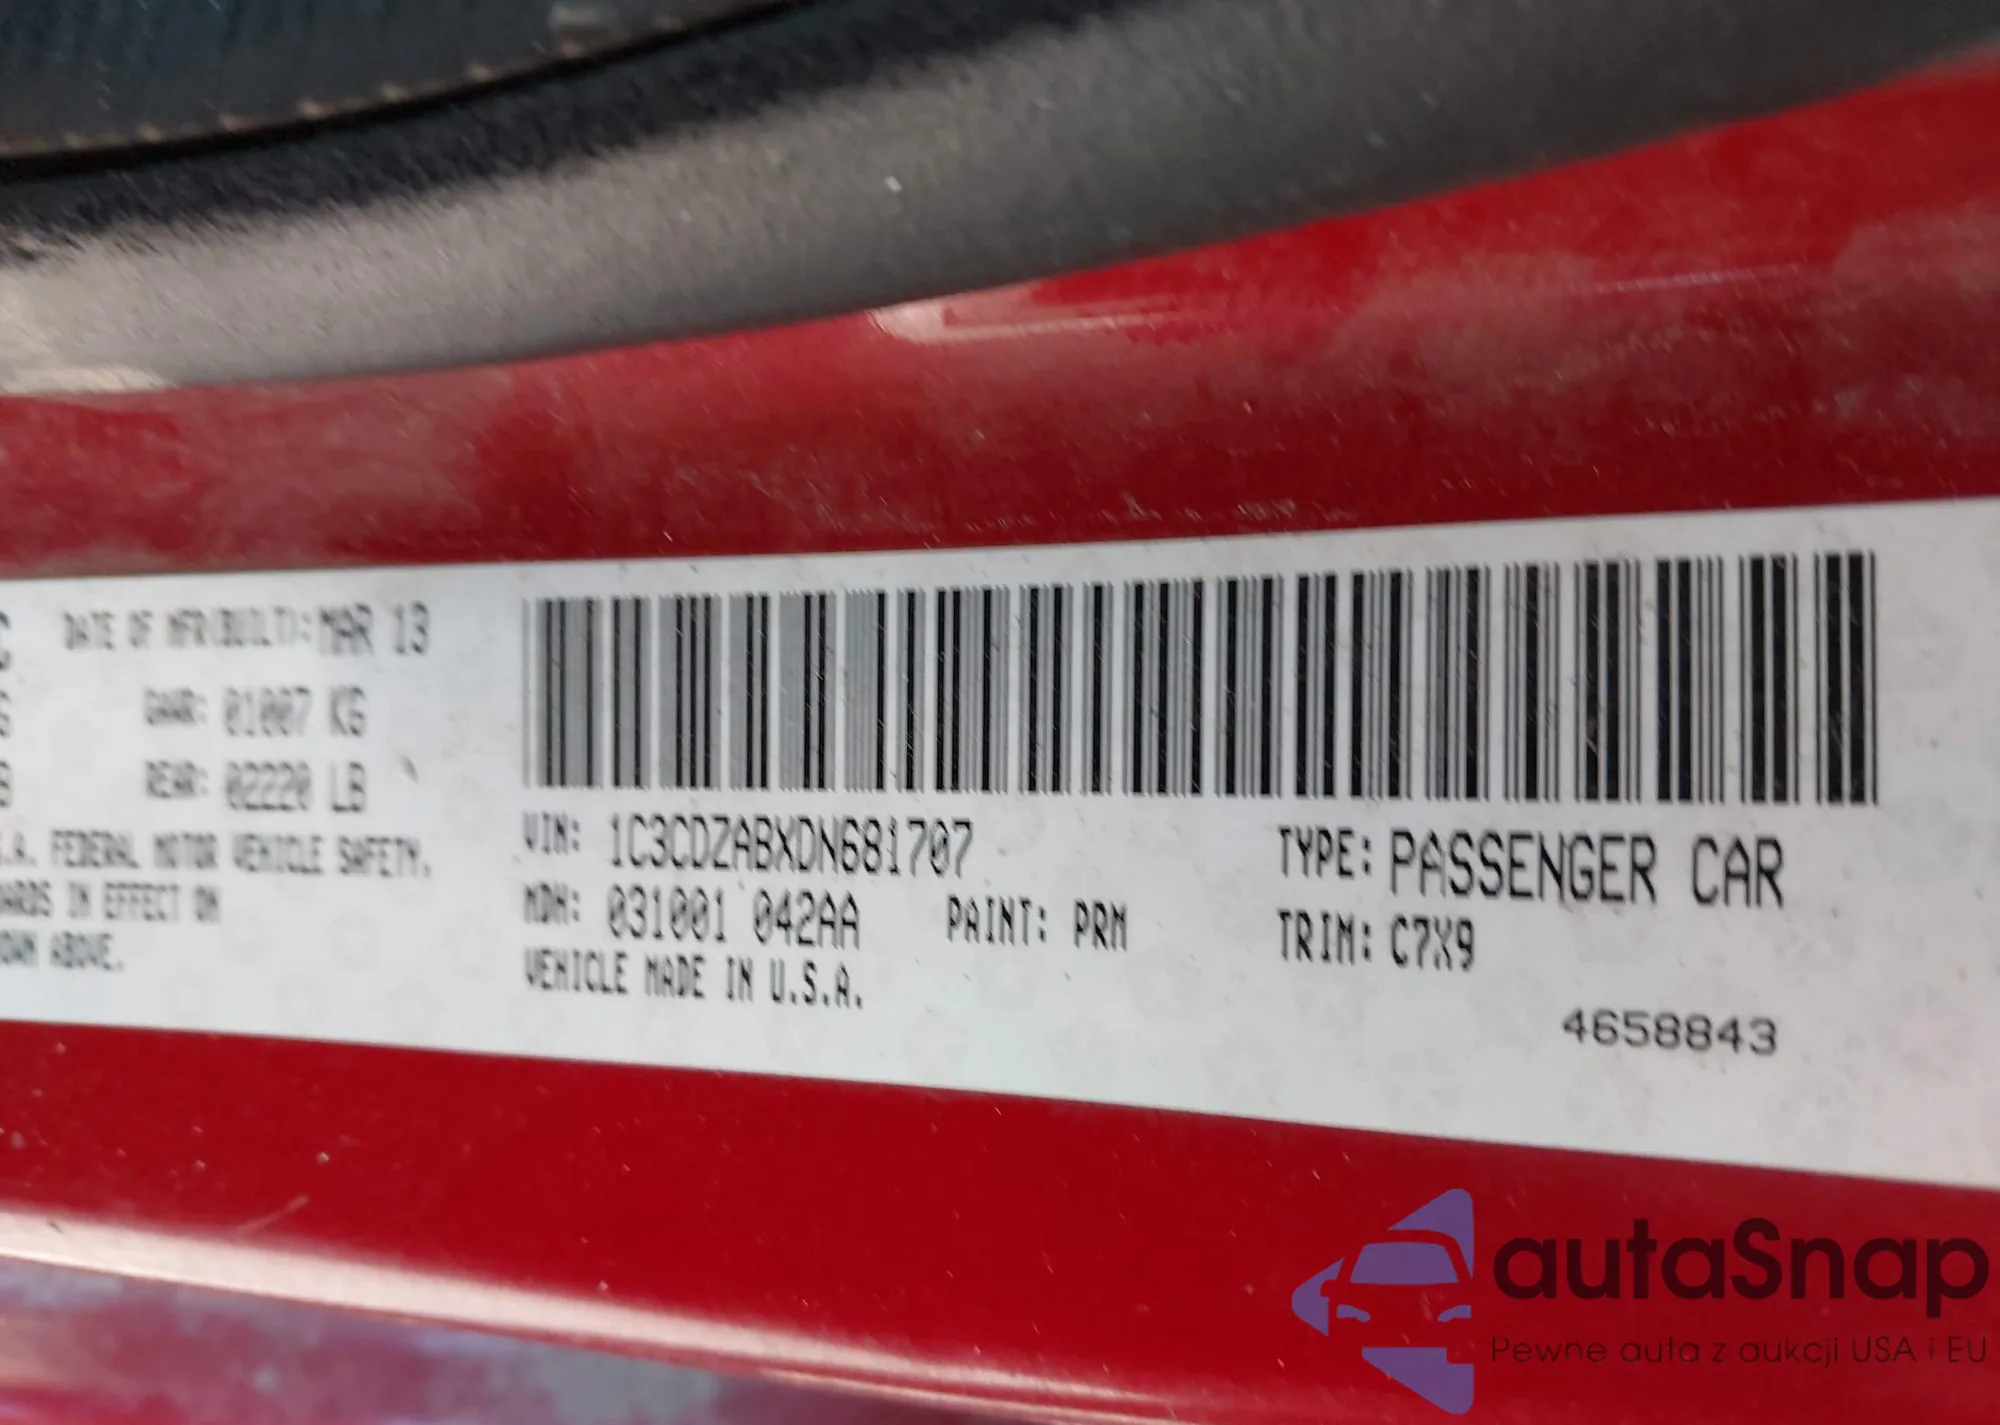 C DATE OF MFR(BUILT): MAR 13
G GAWR: 01007 KG
B REAR: 02220 LB
.A. FEDERAL MOTOR VEHICLE SAFETY.
ARDS IN EFFECT ON
OWN ABOVE.
VIN: 1C3CDZABXDN681707 TYPE: PASSENGER CAR
MDH: 031001 042AA PAINT: PRM TRIM: C7X9
VEHICLE MADE IN U.S.A.
4658843
autaSnap
Pewne auta z aukcji USA i EU